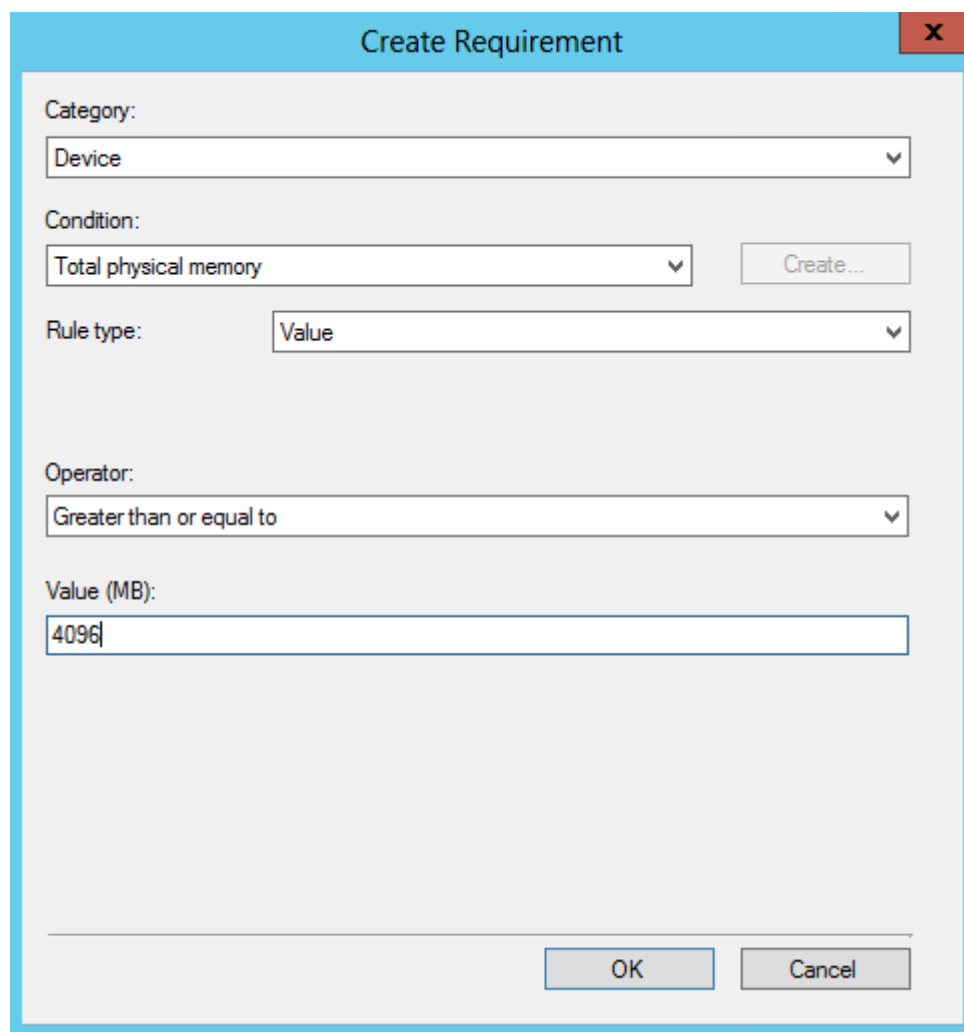 Create Requirement
x
Category:
Device
Condition:
Total physical memory
Create...
Rule type:
Value
Operator:
Greater than or equal to
Value (MB):
4096
OK
Cancel